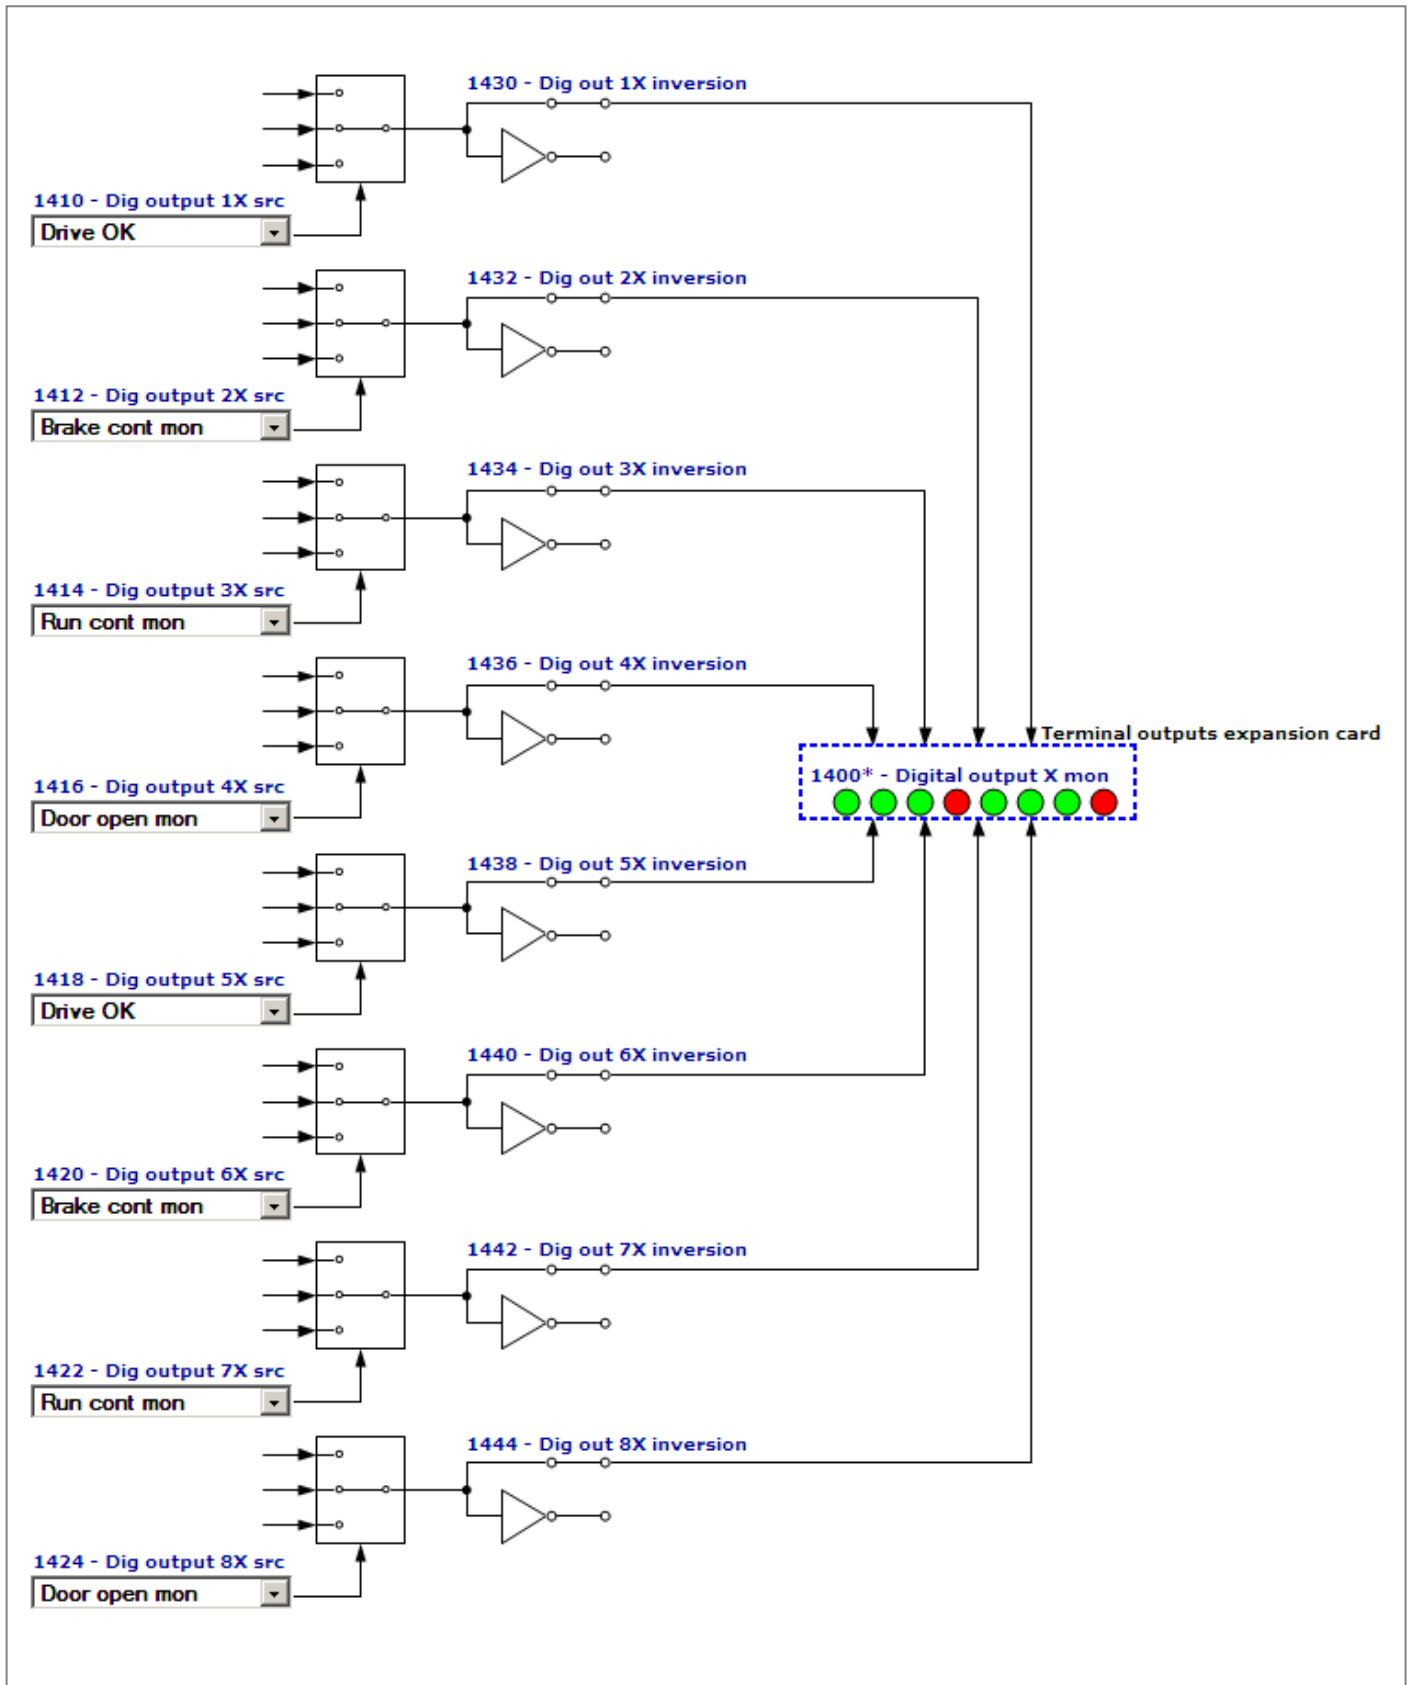 1430 - Dig out 1X inversion
1410 - Dig output 1X src
Drive OK
1432 - Dig out 2X inversion
1412 - Dig output 2X src
Brake cont mon
1434 - Dig out 3X inversion
1414 - Dig output 3X src
Run cont mon
1436 - Dig out 4X inversion
Terminal outputs expansion card
1400* - Digital output X mon
1416 - Dig output 4X src
Door open mon
1438 - Dig out 5X inversion
1418 - Dig output 5X src
Drive OK
1440 - Dig out 6X inversion
1420 - Dig output 6X src
Brake cont mon
1442 - Dig out 7X inversion
1422 - Dig output 7X src
Run cont mon
1444 - Dig out 8X inversion
1424 - Dig output 8X src
Door open mon